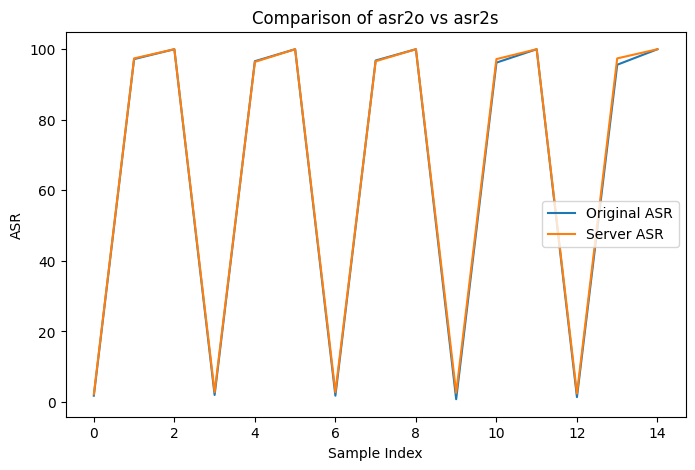 Comparison of asr2o vs asr2s
ASR
100
80
60
40
20
0
Original ASR
Server ASR
0 2 4 6 8 10 12 14
Sample Index